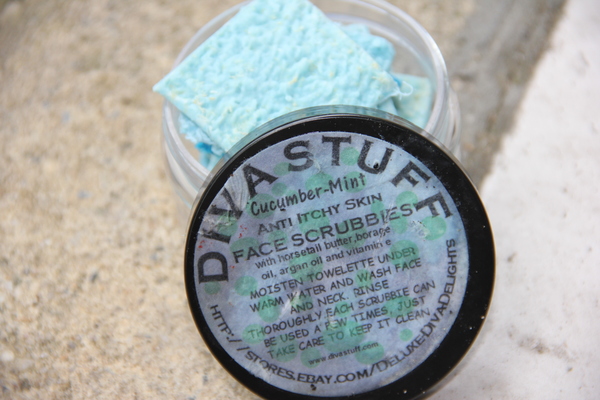 DIVASTUFF
Cucumber-Mint
ANTI ITCHY SKIN
FACE SCRUBBIES
with horsetail butter,borage
oil, argan oil and vitamin e
MOISTEN TOWELETTE UNDER
WARM WATER AND WASH FACE
AND NECK. RINSE
THOROUGHLY EACH SCRUBBIE CAN
BE USED A FEW TIMES, JUST
TAKE CARE TO KEEP IT CLEAN
www.divastuff.com
HTTP://STORES.EBAY.COM/DELUXEDIVADELIGHTS